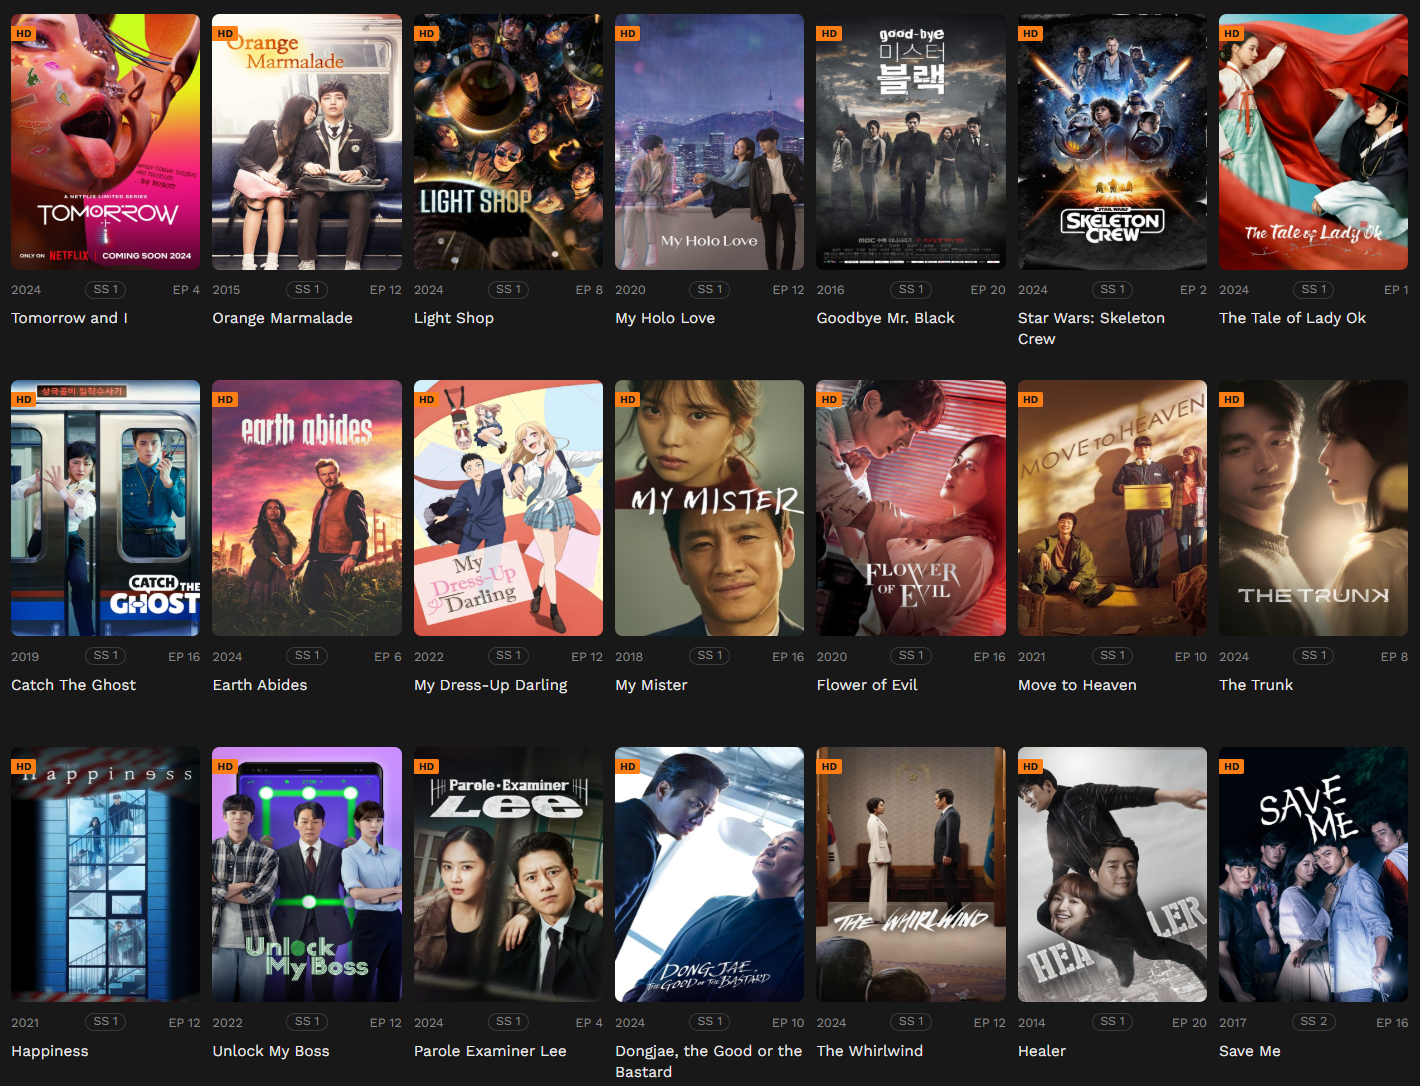 HD
TOMORROW
+
i
A NETFLIX LIMITED SERIES
ONLY ON NETFLIX | COMING SOON 2024
2024 SS 1 EP 4
Tomorrow and I
HD
Orange
Marmalade
2015 SS 1 EP 12
Orange Marmalade
HD
LIGHT SHOP
2024 SS 1 EP 8
Light Shop
HD
My Holo Love
2020 SS 1 EP 12
My Holo Love
HD
good-bye
미스터
블랙
2016 SS 1 EP 20
Goodbye Mr. Black
HD
STAR WARS
SKELETON
CREW
2024 SS 1 EP 2
Star Wars: Skeleton
Crew
HD
The Tale of Lady Ok
2024 SS 1 EP 1
The Tale of Lady Ok
HD
상극콤비 밀착수사기
CATCH THE
GHOST
2019 SS 1 EP 16
Catch The Ghost
HD
earth abides
2024 SS 1 EP 6
Earth Abides
HD
My
Dress-Up
Darling
2022 SS 1 EP 12
My Dress-Up Darling
HD
MY MISTER
2018 SS 1 EP 16
My Mister
HD
FLOWER
OF EVIL
2020 SS 1 EP 16
Flower of Evil
HD
MOVE TO HEAVEN
2021 SS 1 EP 10
Move to Heaven
HD
THE TRUNK
2024 SS 1 EP 8
The Trunk
HD
Happiness
2021 SS 1 EP 12
Happiness
HD
Unlock
My Boss
2022 SS 1 EP 12
Unlock My Boss
HD
Parole·Examiner
Lee
2024 SS 1 EP 4
Parole Examiner Lee
HD
DONGJAE,
THE GOOD OR THE BASTARD
2024 SS 1 EP 10
Dongjae, the Good or the
Bastard
HD
THE WHIRLWIND
2024 SS 1 EP 12
The Whirlwind
HD
HEALER
2014 SS 1 EP 20
Healer
HD
SAVE
ME
2017 SS 2 EP 16
Save Me